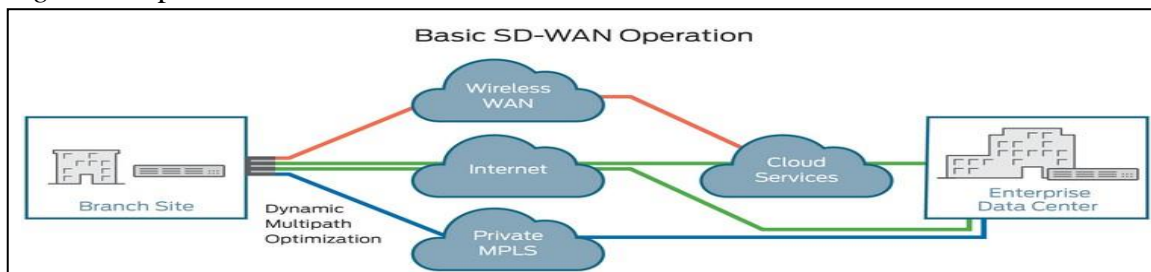 Basic SD-WAN Operation
Wireless
WAN
Internet
Cloud
Services
Branch Site
Enterprise
Data Center
Dynamic
Multipath
Optimization
Private
MPLS